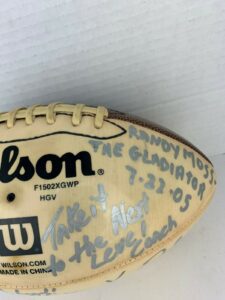 RANDY MOSS
THE GLADIATOR
7-22-05
lson®
F1502XGWP
HGV
W
WILSON.COM
MADE IN CHINA
Take it
to the Next
Level Coach